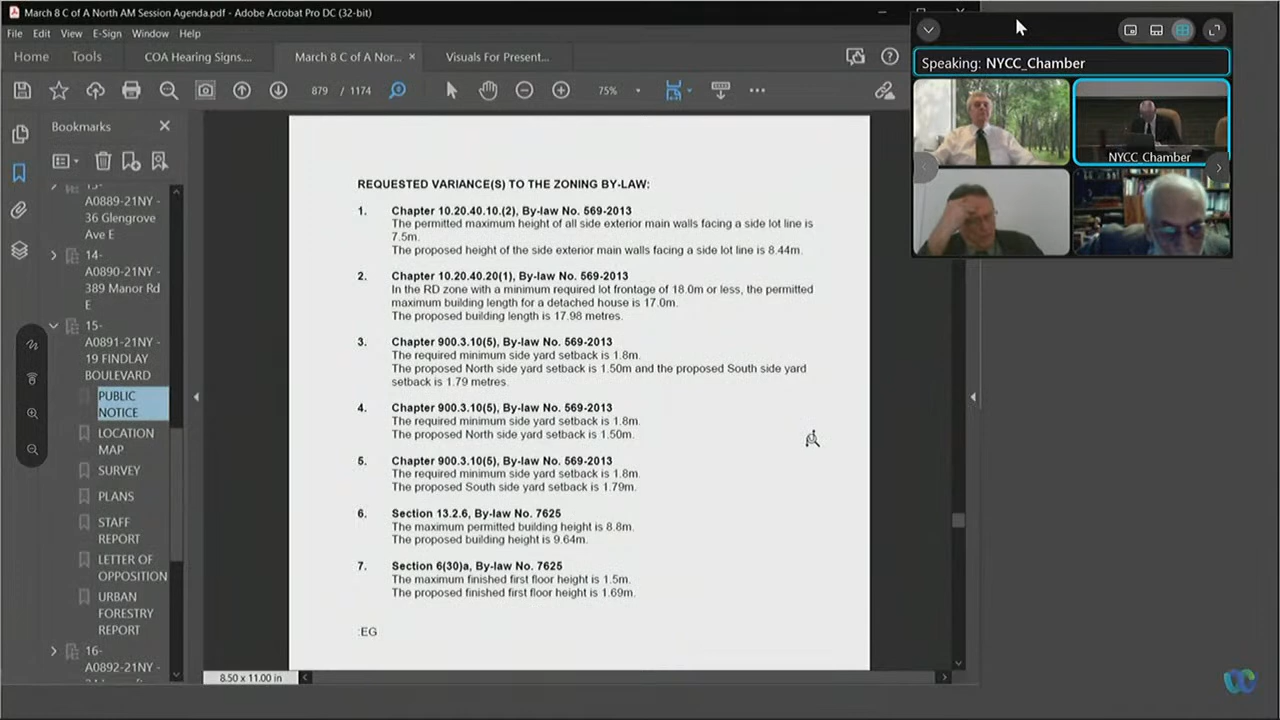 March 8 C of A North AM Session Agenda.pdf - Adobe Acrobat Pro DC (32-bit)
File Edit View E-Sign Window Help
Home Tools COA Hearing Signs.... March 8 C of A Nor... × Visuals For Present...
879 / 1174 75%
Speaking: NYCC_Chamber
NYCC_Chamber
Bookmarks
A0889-21NY -
36 Glengrove
Ave E
14-
A0890-21NY -
389 Manor Rd
E
15-
A0891-21NY -
19 FINDLAY
BOULEVARD
PUBLIC
NOTICE
LOCATION
MAP
SURVEY
PLANS
STAFF
REPORT
LETTER OF
OPPOSITION
URBAN
FORESTRY
REPORT
16-
A0892-21NY -
REQUESTED VARIANCE(S) TO THE ZONING BY-LAW:
1. Chapter 10.20.40.10.(2), By-law No. 569-2013
The permitted maximum height of all side exterior main walls facing a side lot line is
7.5m.
The proposed height of the side exterior main walls facing a side lot line is 8.44m.
2. Chapter 10.20.40.20(1), By-law No. 569-2013
In the RD zone with a minimum required lot frontage of 18.0m or less, the permitted
maximum building length for a detached house is 17.0m.
The proposed building length is 17.98 metres.
3. Chapter 900.3.10(5), By-law No. 569-2013
The required minimum side yard setback is 1.8m.
The proposed North side yard setback is 1.50m and the proposed South side yard
setback is 1.79 metres.
4. Chapter 900.3.10(5), By-law No. 569-2013
The required minimum side yard setback is 1.8m.
The proposed North side yard setback is 1.50m.
5. Chapter 900.3.10(5), By-law No. 569-2013
The required minimum side yard setback is 1.8m.
The proposed South side yard setback is 1.79m.
6. Section 13.2.6, By-law No. 7625
The maximum permitted building height is 8.8m.
The proposed building height is 9.64m.
7. Section 6(30)a, By-law No. 7625
The maximum finished first floor height is 1.5m.
The proposed finished first floor height is 1.69m.
:EG
8.50 x 11.00 in